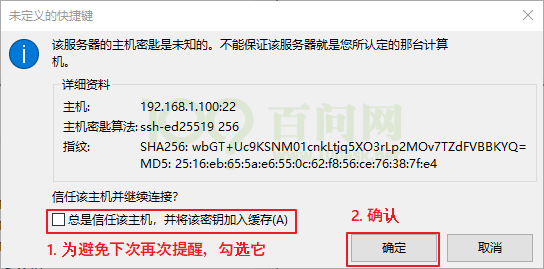 未定义的快捷键
该服务器的主机密匙是未知的。不能保证该服务器就是您所认定的那台计算
机。
详细资料
主机: 192.168.1.100:22
主机密匙算法: ssh-ed25519 256
指纹: SHA256: wbGT+Uc9KSNM01cnkLtjq5XO3rLp2MOv7TZdFVBBKYQ=
MD5: 25:16:eb:65:5a:e6:55:0c:62:f8:56:ce:76:38:7f:e4
百问网
信任该主机并继续连接?
总是信任该主机，并将该密钥加入缓存(A)
2. 确认
1. 为避免下次再次提醒，勾选它
确定 取消